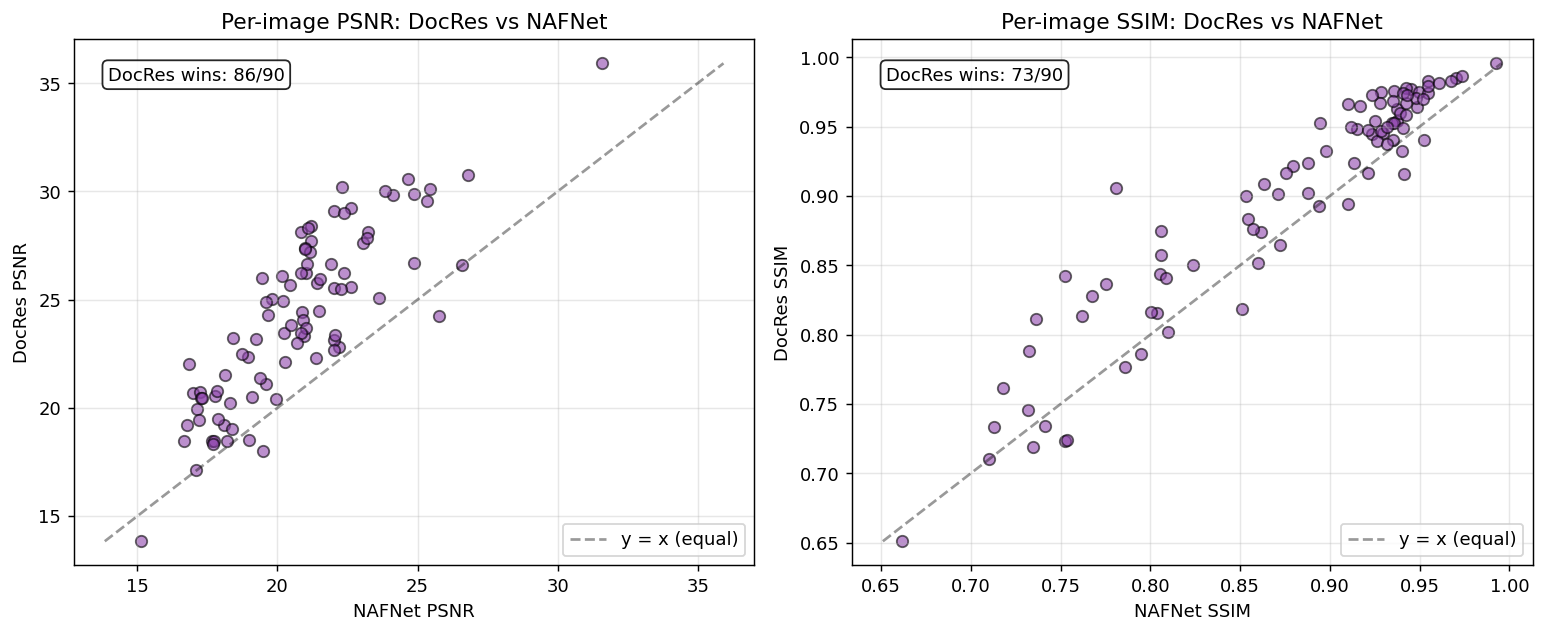 Per-image PSNR: DocRes vs NAFNet
DocRes wins: 86/90
35
30
25
20
15
DocRes PSNR
y = x (equal)
15 20 25 30 35
NAFNet PSNR
Per-image SSIM: DocRes vs NAFNet
DocRes wins: 73/90
1.00
0.95
0.90
0.85
0.80
0.75
0.70
0.65
DocRes SSIM
y = x (equal)
0.65 0.70 0.75 0.80 0.85 0.90 0.95 1.00
NAFNet SSIM